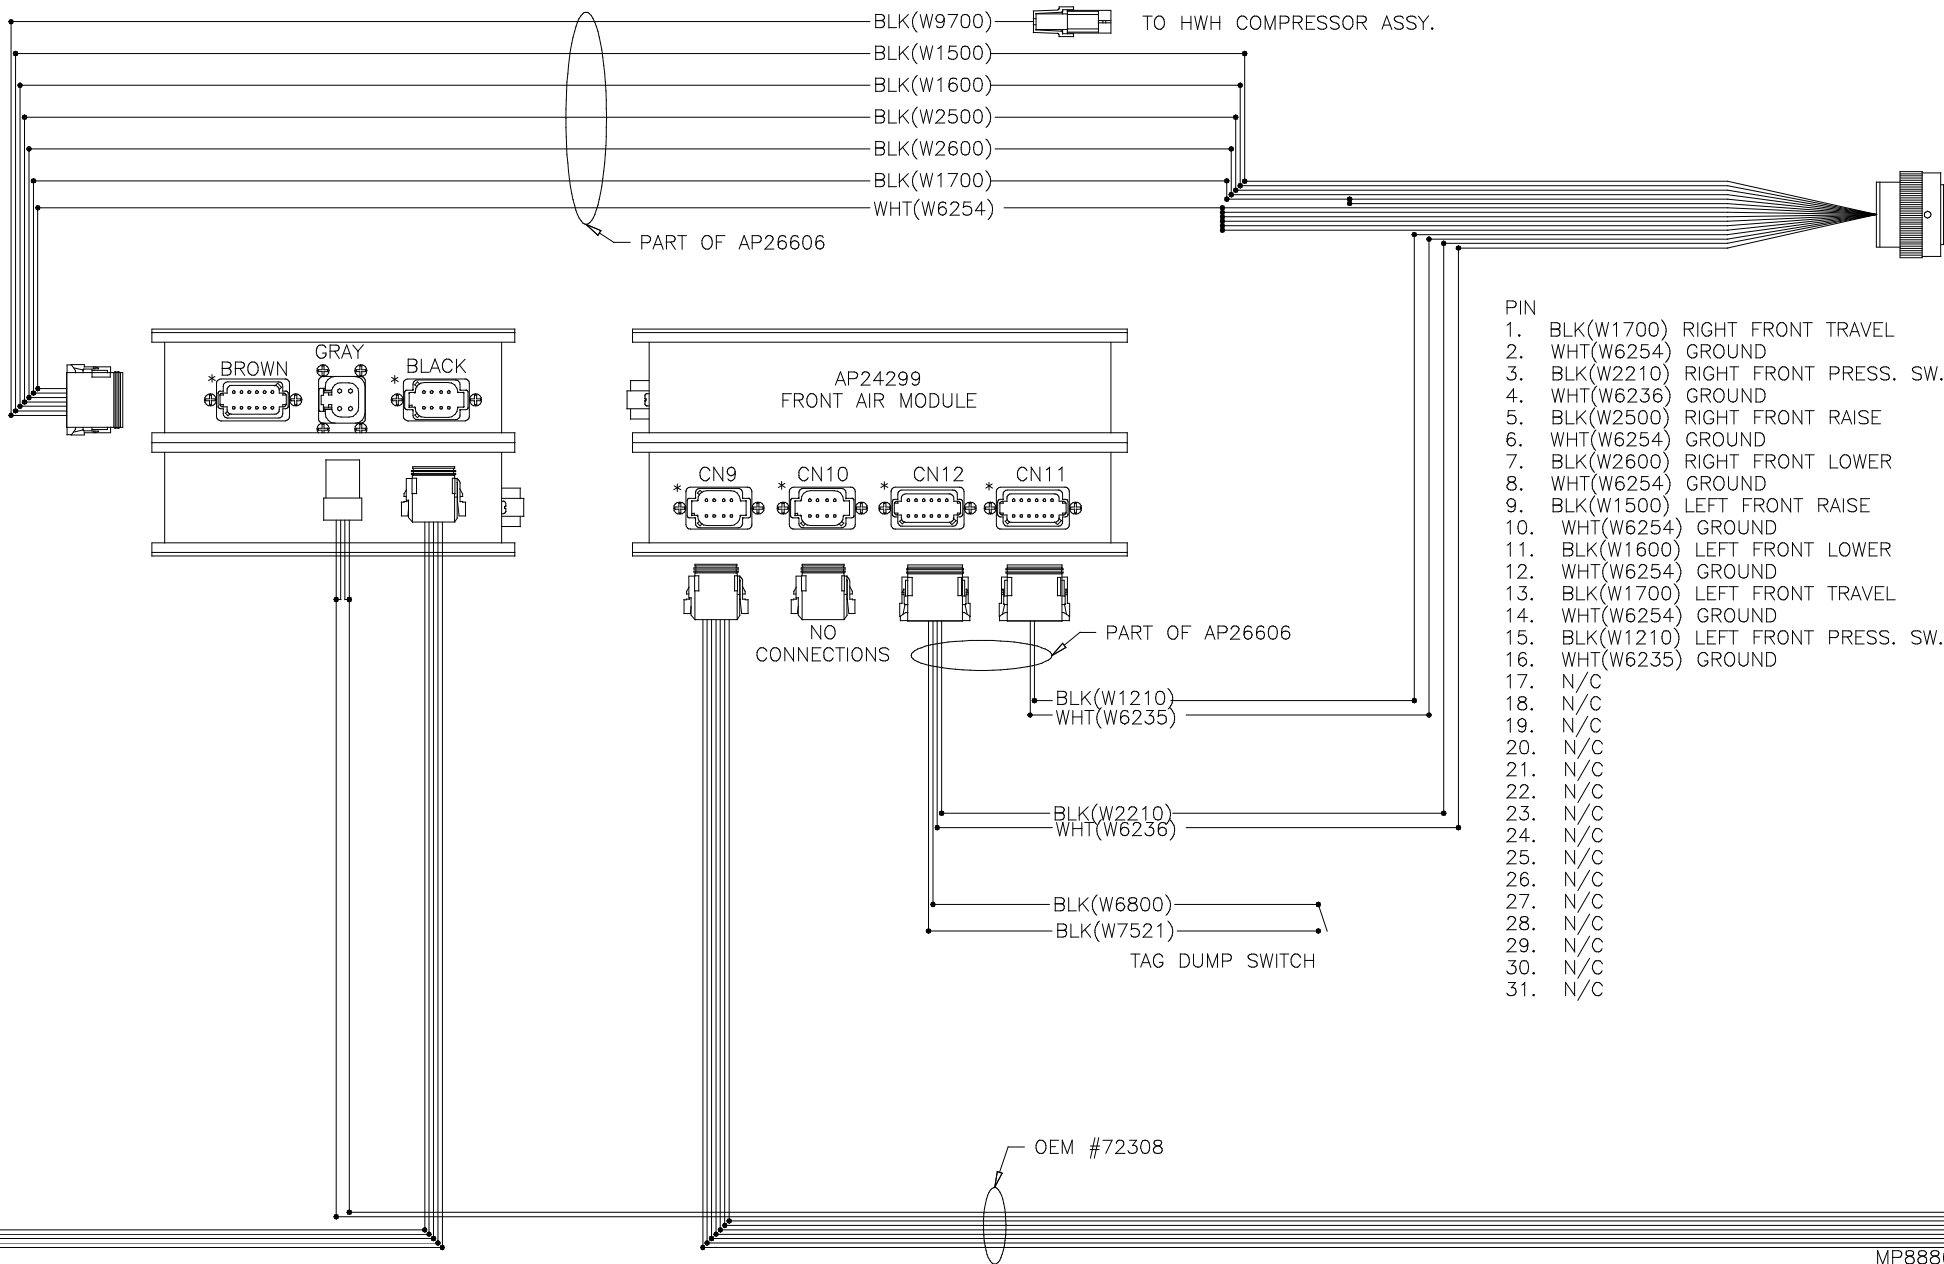 BLK(W9700)
TO HWH COMPRESSOR ASSY.
BLK(W1500)
BLK(W1600)
BLK(W2500)
BLK(W2600)
BLK(W1700)
WHT(W6254)
PART OF AP26606
BROWN
GRAY
BLACK
*
*
AP24299
FRONT AIR MODULE
CN9
CN10
CN12
CN11
*
*
*
*
NO
CONNECTIONS
PART OF AP26606
BLK(W1210)
WHT(W6235)
BLK(W2210)
WHT(W6236)
BLK(W6800)
BLK(W7521)
TAG DUMP SWITCH
PIN
1. BLK(W1700) RIGHT FRONT TRAVEL
2. WHT(W6254) GROUND
3. BLK(W2210) RIGHT FRONT PRESS. SW.
4. WHT(W6236) GROUND
5. BLK(W2500) RIGHT FRONT RAISE
6. WHT(W6254) GROUND
7. BLK(W2600) RIGHT FRONT LOWER
8. WHT(W6254) GROUND
9. BLK(W1500) LEFT FRONT RAISE
10. WHT(W6254) GROUND
11. BLK(W1600) LEFT FRONT LOWER
12. WHT(W6254) GROUND
13. BLK(W1700) LEFT FRONT TRAVEL
14. WHT(W6254) GROUND
15. BLK(W1210) LEFT FRONT PRESS. SW.
16. WHT(W6235) GROUND
17. N/C
18. N/C
19. N/C
20. N/C
21. N/C
22. N/C
23. N/C
24. N/C
25. N/C
26. N/C
27. N/C
28. N/C
29. N/C
30. N/C
31. N/C
OEM #72308